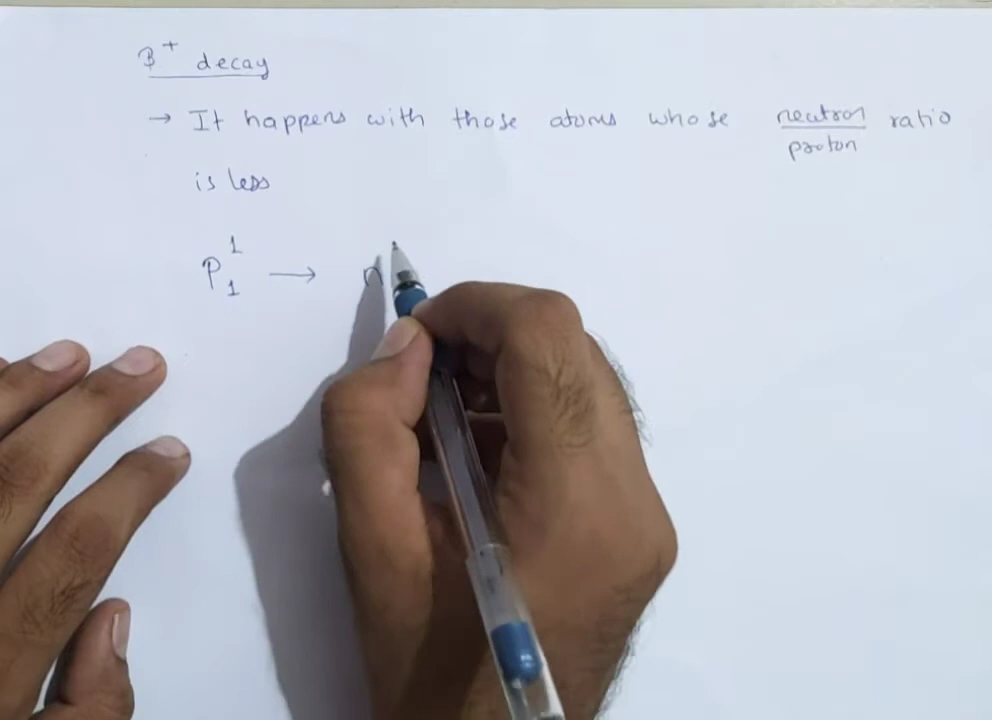 β⁺ decay
→ It happens with those atoms whose neutron/proton ratio
is less
P₁¹ → n